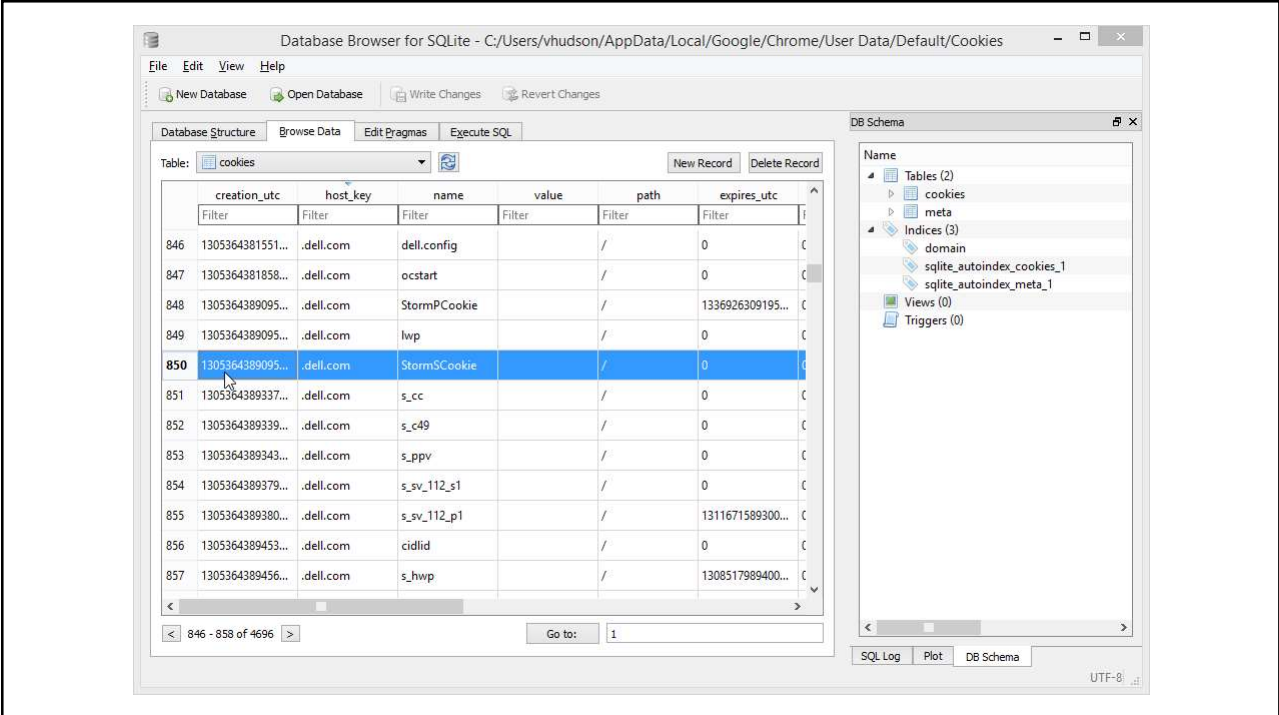 Database Browser for SQLite - C:/Users/vhudson/AppData/Local/Google/Chrome/User Data/Default/Cookies
File Edit View Help
New Database Open Database Write Changes Revert Changes
Database Structure Browse Data Edit Pragmas Execute SQL
Table: cookies New Record Delete Record
creation_utc host_key name value path expires_utc
Filter Filter Filter Filter Filter Filter
846 1305364381551... .dell.com dell.config / 0
847 1305364381858... .dell.com ocstart / 0
848 1305364389095... .dell.com StormPCookie / 1336926309195...
849 1305364389095... .dell.com lwp / 0
850 1305364389095... .dell.com StormSCookie / 0
851 1305364389337... .dell.com s_cc / 0
852 1305364389339... .dell.com s_c49 / 0
853 1305364389343... .dell.com s_ppv / 0
854 1305364389379... .dell.com s_sv_112_s1 / 0
855 1305364389380... .dell.com s_sv_112_p1 / 1311671589300...
856 1305364389453... .dell.com cidlid / 0
857 1305364389456... .dell.com s_hwp / 1308517989400...
< 846 - 858 of 4696 > Go to: 1
DB Schema
Name
Tables (2)
cookies
meta
Indices (3)
domain
sqlite_autoindex_cookies_1
sqlite_autoindex_meta_1
Views (0)
Triggers (0)
SQL Log Plot DB Schema
UTF-8